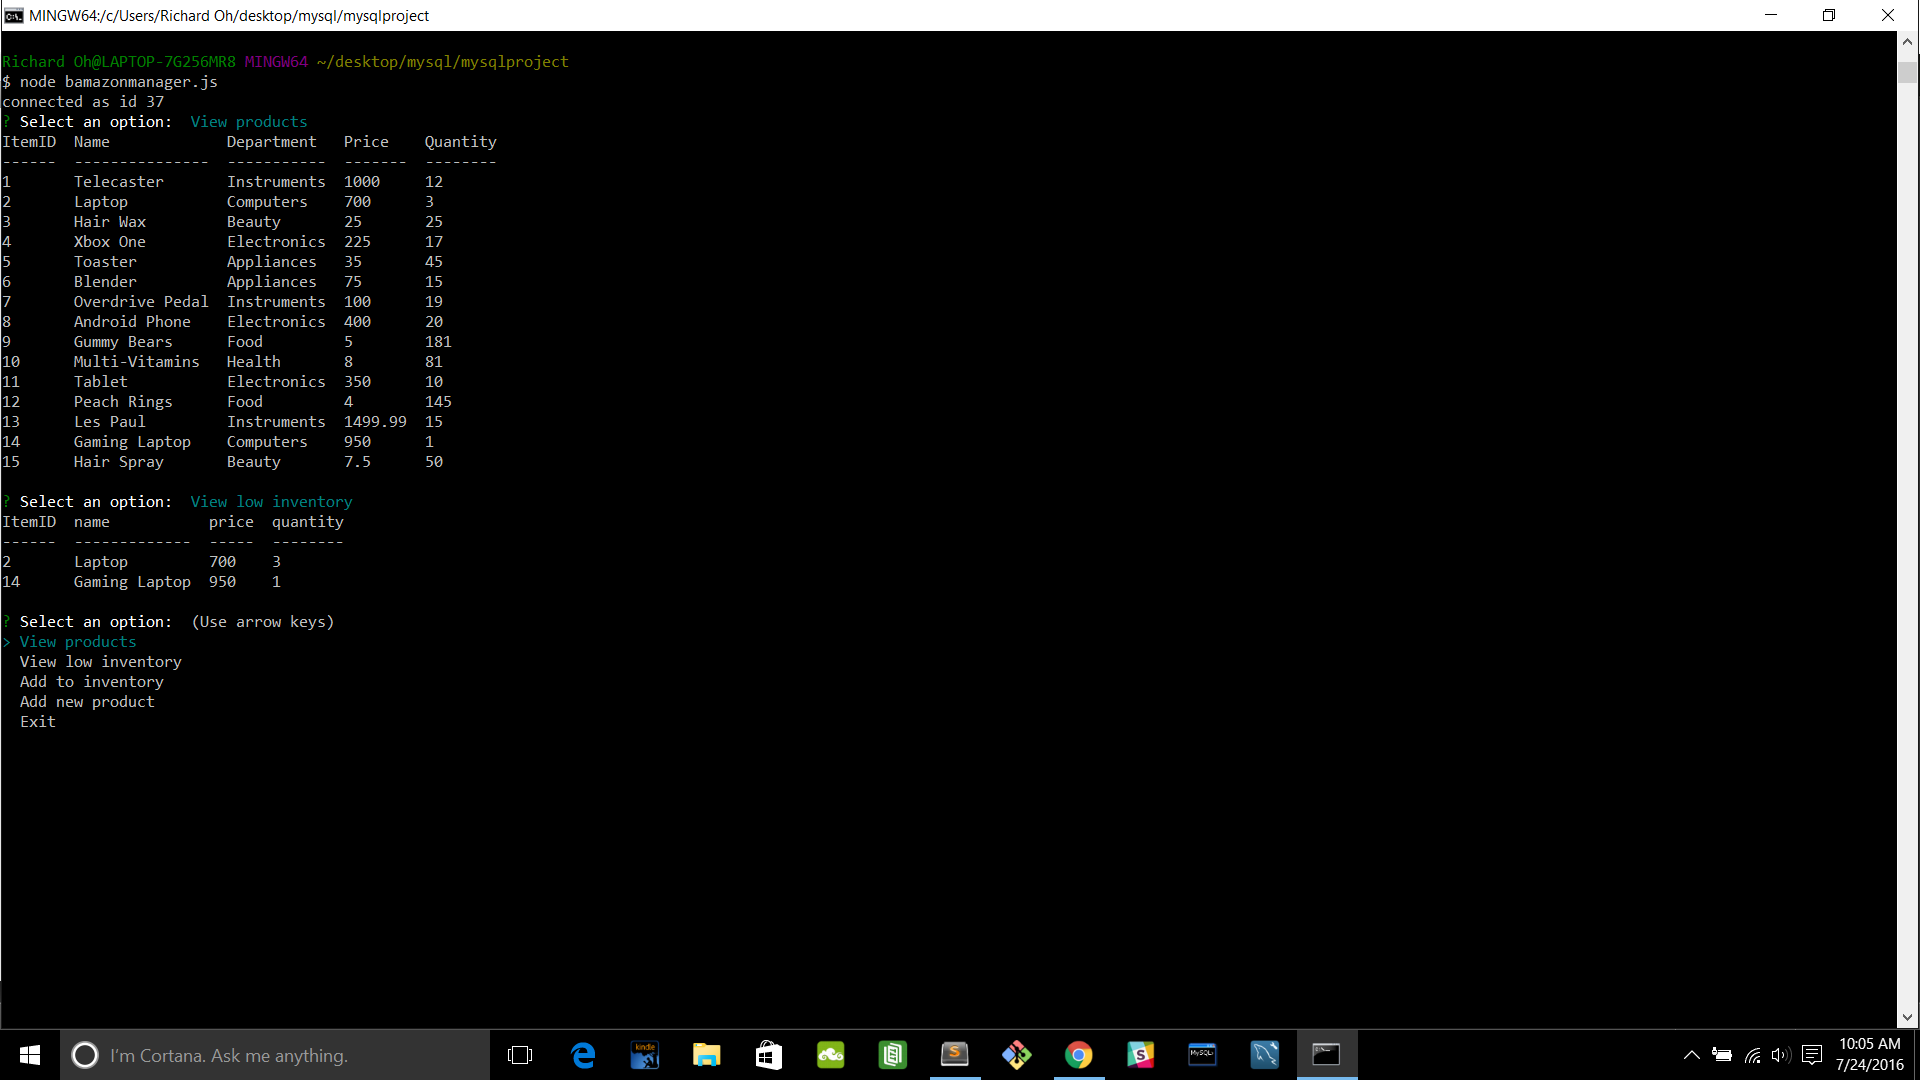 MINGW64:/c/Users/Richard Oh/desktop/mysql/mysqlproject
Richard Oh@LAPTOP-7G256MR8 MINGW64 ~/desktop/mysql/mysqlproject
$ node bamazonmanager.js
connected as id 37
? Select an option:  View products
ItemID  Name             Department   Price    Quantity
------  ---------------  -----------  -------  --------
1       Telecaster       Instruments  1000     12
2       Laptop           Computers    700      3
3       Hair Wax         Beauty       25       25
4       Xbox One         Electronics  225      17
5       Toaster          Appliances   35       45
6       Blender          Appliances   75       15
7       Overdrive Pedal  Instruments  100      19
8       Android Phone    Electronics  400      20
9       Gummy Bears      Food         5        181
10      Multi-Vitamins   Health       8        81
11      Tablet           Electronics  350      10
12      Peach Rings      Food         4        145
13      Les Paul         Instruments  1499.99  15
14      Gaming Laptop    Computers    950      1
15      Hair Spray       Beauty       7.5      50
? Select an option:  View low inventory
ItemID  name           price  quantity
------  -------------  -----  --------
2       Laptop         700    3
14      Gaming Laptop  950    1
? Select an option:  (Use arrow keys)
> View products
  View low inventory
  Add to inventory
  Add new product
  Exit
I'm Cortana. Ask me anything.
kindle
MySQL>
10:05 AM
7/24/2016